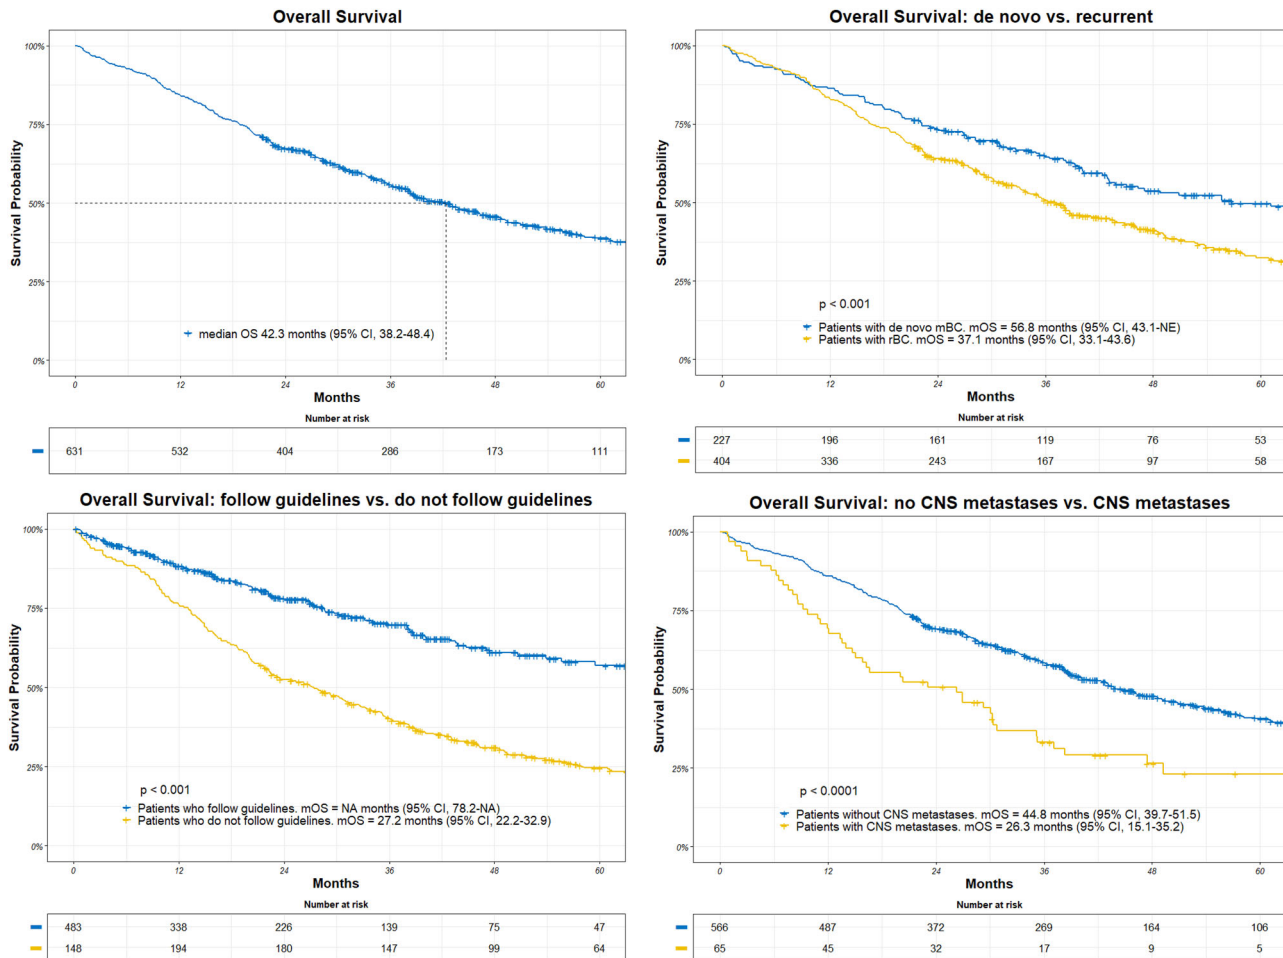 Overall Survival
Survival Probability
100%
75%
50%
25%
0%
median OS 42.3 months (95% CI, 38.2-48.4)
0 12 24 36 48 60
Months
Number at risk
631 532 404 286 173 111
Overall Survival: de novo vs. recurrent
Survival Probability
100%
75%
50%
25%
0%
p < 0.001
Patients with de novo mBC. mOS = 56.8 months (95% CI, 43.1-NE)
Patients with rBC. mOS = 37.1 months (95% CI, 33.1-43.6)
0 12 24 36 48 60
Months
Number at risk
227 196 161 119 76 53
404 336 243 167 97 58
Overall Survival: follow guidelines vs. do not follow guidelines
Survival Probability
100%
75%
50%
25%
0%
p < 0.001
Patients who follow guidelines. mOS = NA months (95% CI, 78.2-NA)
Patients who do not follow guidelines. mOS = 27.2 months (95% CI, 22.2-32.9)
0 12 24 36 48 60
Months
Number at risk
483 338 226 139 75 47
148 194 180 147 99 64
Overall Survival: no CNS metastases vs. CNS metastases
Survival Probability
100%
75%
50%
25%
0%
p < 0.0001
Patients without CNS metastases. mOS = 44.8 months (95% CI, 39.7-51.5)
Patients with CNS metastases. mOS = 26.3 months (95% CI, 15.1-35.2)
0 12 24 36 48 60
Months
Number at risk
566 487 372 269 164 106
65 45 32 17 9 5